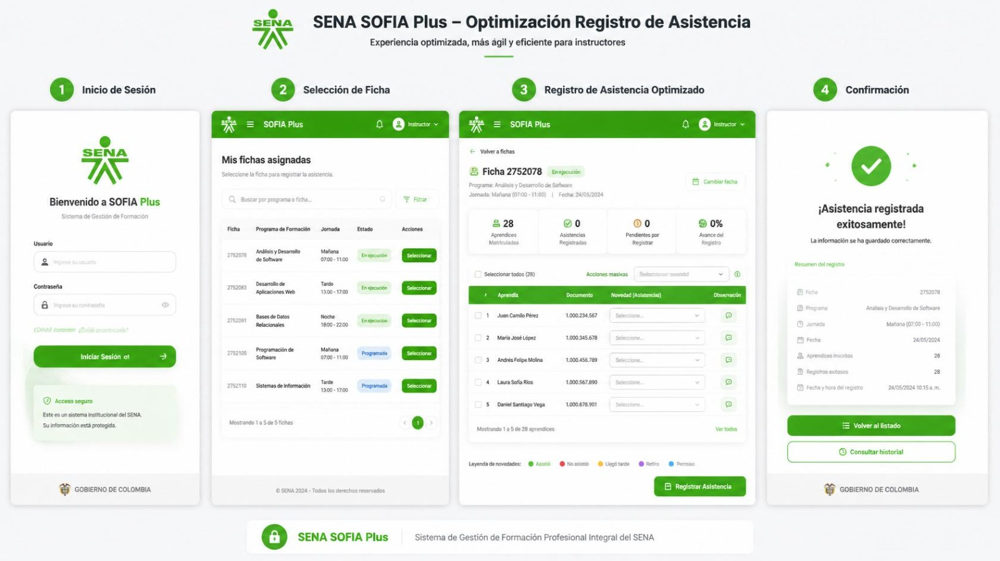 SENA
SENA SOFIA Plus – Optimización Registro de Asistencia
Experiencia optimizada, más ágil y eficiente para instructores
1 Inicio de Sesión
SENA
Bienvenido a SOFIA Plus
Sistema de Gestión de Formación
Usuario
Ingrese su usuario
Contraseña
Ingrese su contraseña
Iniciar Sesión
Acceso seguro
Este es un sistema institucional del SENA.
Su información está protegida.
GOBIERNO DE COLOMBIA
2 Selección de Ficha
SENA SOFIA Plus Instructor
Mis fichas asignadas
Seleccione la ficha para registrar la asistencia.
Buscar por programa o ficha... Filtrar
Ficha Programa de Formación Jornada Estado Acciones
2752078 Análisis y Desarrollo de Software Mañana 07:00 - 11:00 En ejecución Seleccionar
2752083 Desarrollo de Aplicaciones Web Tarde 13:00 - 17:00 En ejecución Seleccionar
2752091 Bases de Datos Relacionales Noche 18:00 - 22:00 En ejecucion Seleccionar
2752105 Programación de Software Mañana 07:00 - 11:00 Programada Seleccionar
2752110 Sistemas de Información Tarde 13:00 - 17:00 Programada Seleccionar
Mostrando 1 a 5 de 5 fichas 1
© SENA 2024 - Todos los derechos reservados
3 Registro de Asistencia Optimizado
SENA SOFIA Plus Instructor
Volver a fichas
Ficha 2752078 En ejecución
Programa: Análisis y Desarrollo de Software
Jornada: Mañana (07:00 - 11:00) | Fecha: 24/05/2024
Cambiar fecha
28 Aprendices Matriculados
0 Asistencias Registradas
0 Pendientes por Registrar
0% Avance del Registro
Seleccionar todos (28) Acciones masivas
Aprendiz Documento Novedad (Asistencias) Observación
1 Juan Camilo Pérez 1.000.234.567 Seleccione...
2 María José López 1.000.345.678 Seleccione...
3 Andrés Felipe Molina 1.000.456.789 Seleccione...
4 Laura Sofía Ríos 1.000.567.890 Seleccione...
5 Daniel Santiago Vega 1.000.678.901 Seleccione...
Mostrando 1 a 5 de 28 aprendices Ver todos
Leyenda de novedades: Asistió No asistió Llegó tarde Retiro Permiso
Registrar Asistencia
4 Confirmación
¡Asistencia registrada
exitosamente!
La información se ha guardado correctamente.
Resumen del registro
Ficha 2752078
Programa Analisis y Desarrollo de Software
Jornada Mañana (07:00 - 11:00)
Fecha 24/05/2024
Aprendices inscritos 28
Registros exitosos 28
Fecha y hora del registro 24/05/2024 10:15 a. m.
Volver al listado
Consultar historial
GOBIERNO DE COLOMBIA
SENA SOFIA Plus Sistema de Gestión de Formación Profesional Integral del SENA